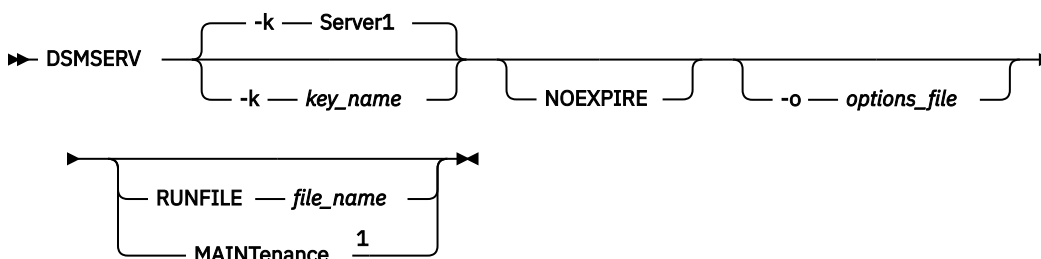 -k Server1
DSMSERV
-k key_name
NOEXPIRE
-o options_file
RUNFILE file_name
MAINTenance 1